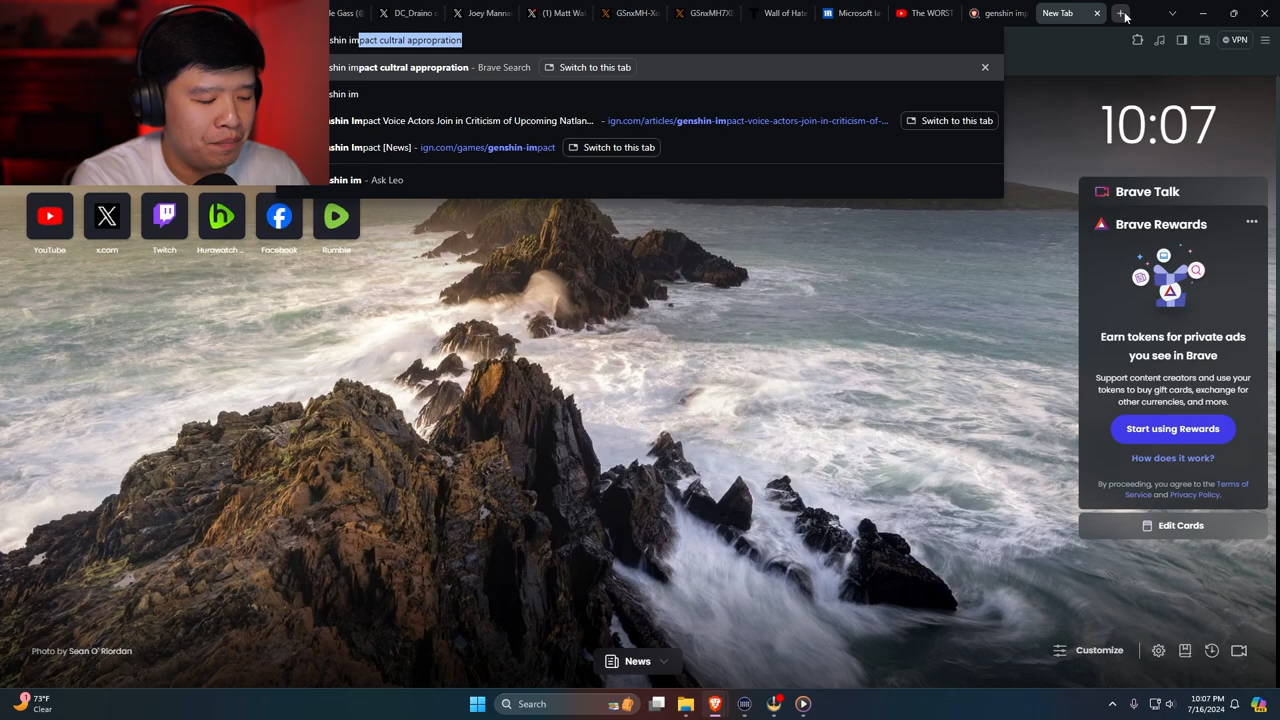 le Gass (
DC_Draino o
Joey Manna
(1) Matt Wa
GSnxMH-Xo
GSnxMH7XE
Wall of Hate
Microsoft la
The WORST
genshin imp
New Tab
shin impact cultral appropration
VPN
shin impact cultral appropration - Brave Search
Switch to this tab
shin im
nshin Impact Voice Actors Join in Criticism of Upcoming Natlan... - ign.com/articles/genshin-impact-voice-actors-join-in-criticism-of-...
Switch to this tab
nshin Impact [News] - ign.com/games/genshin-impact
Switch to this tab
shin im - Ask Leo
10:07
Brave Talk
YouTube
x.com
Twitch
Hurawatch ...
Facebook
Rumble
Brave Rewards
Earn tokens for private ads
you see in Brave
Support content creators and use your
tokens to buy gift cards, exchange for
other currencies, and more.
Start using Rewards
How does it work?
By proceeding, you agree to the Terms of
Service and Privacy Policy.
Edit Cards
Photo by Sean O' Riordan
News
Customize
1
73°F
Clear
Search
10:07 PM
7/16/2024